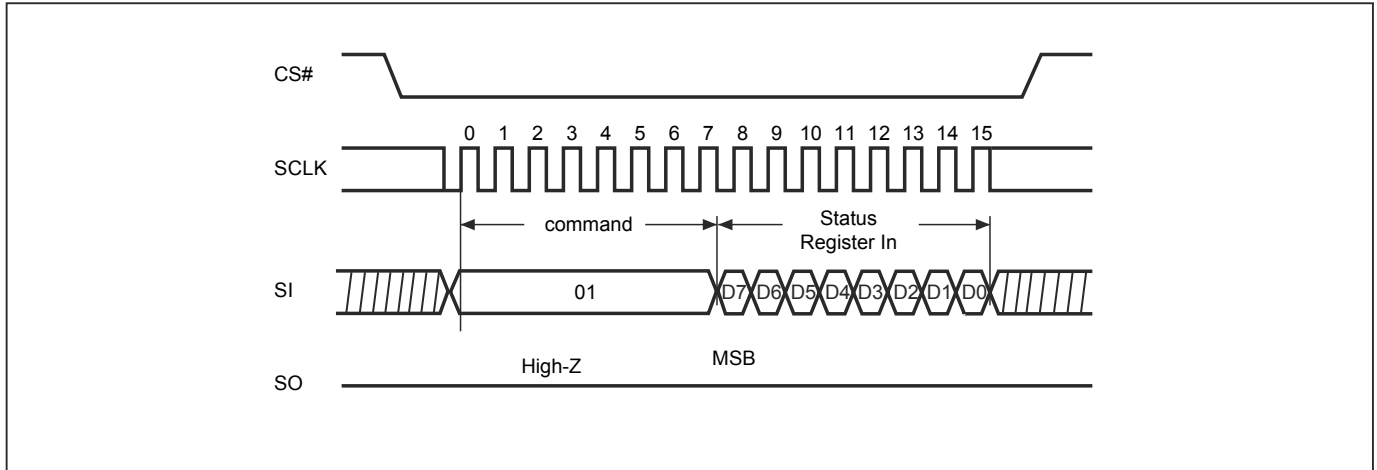 CS#
0 1 2 3 4 5 6 7 8 9 10 11 12 13 14 15
SCLK
command
Status
Register In
SI
01
D7 D6 D5 D4 D3 D2 D1 D0
High-Z
MSB
SO